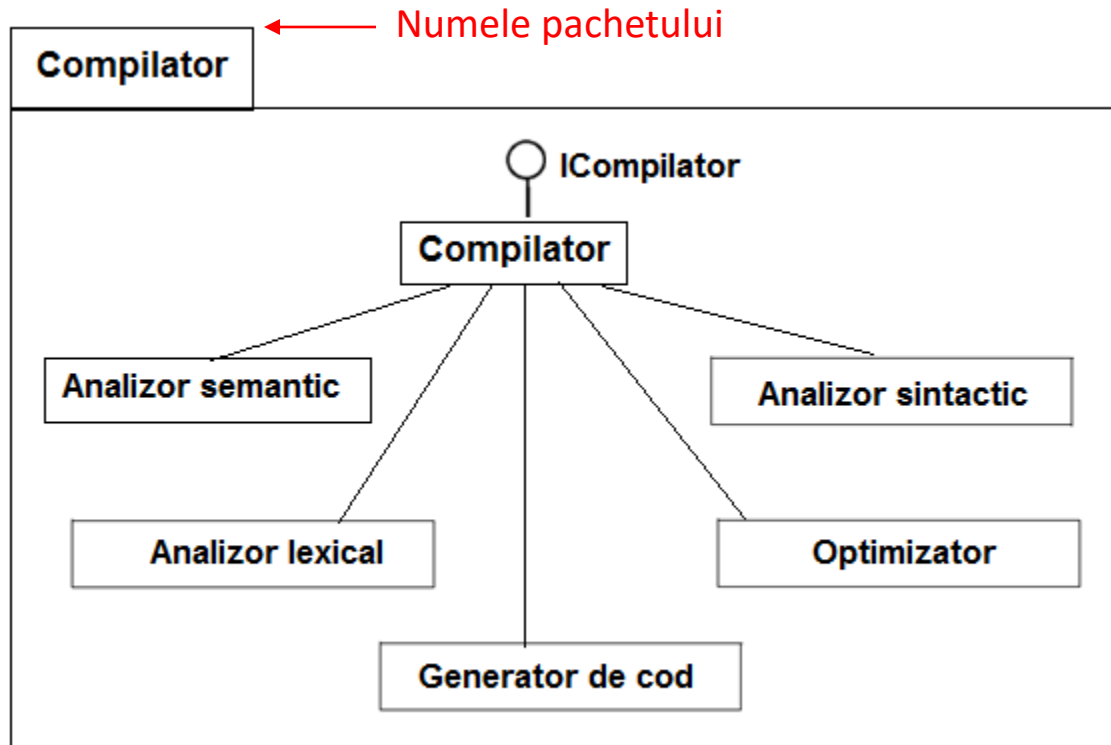 Numele pachetului
Compilator
ICompilator
Compilator
Analizor semantic
Analizor sintactic
Analizor lexical
Optimizator
Generator de cod